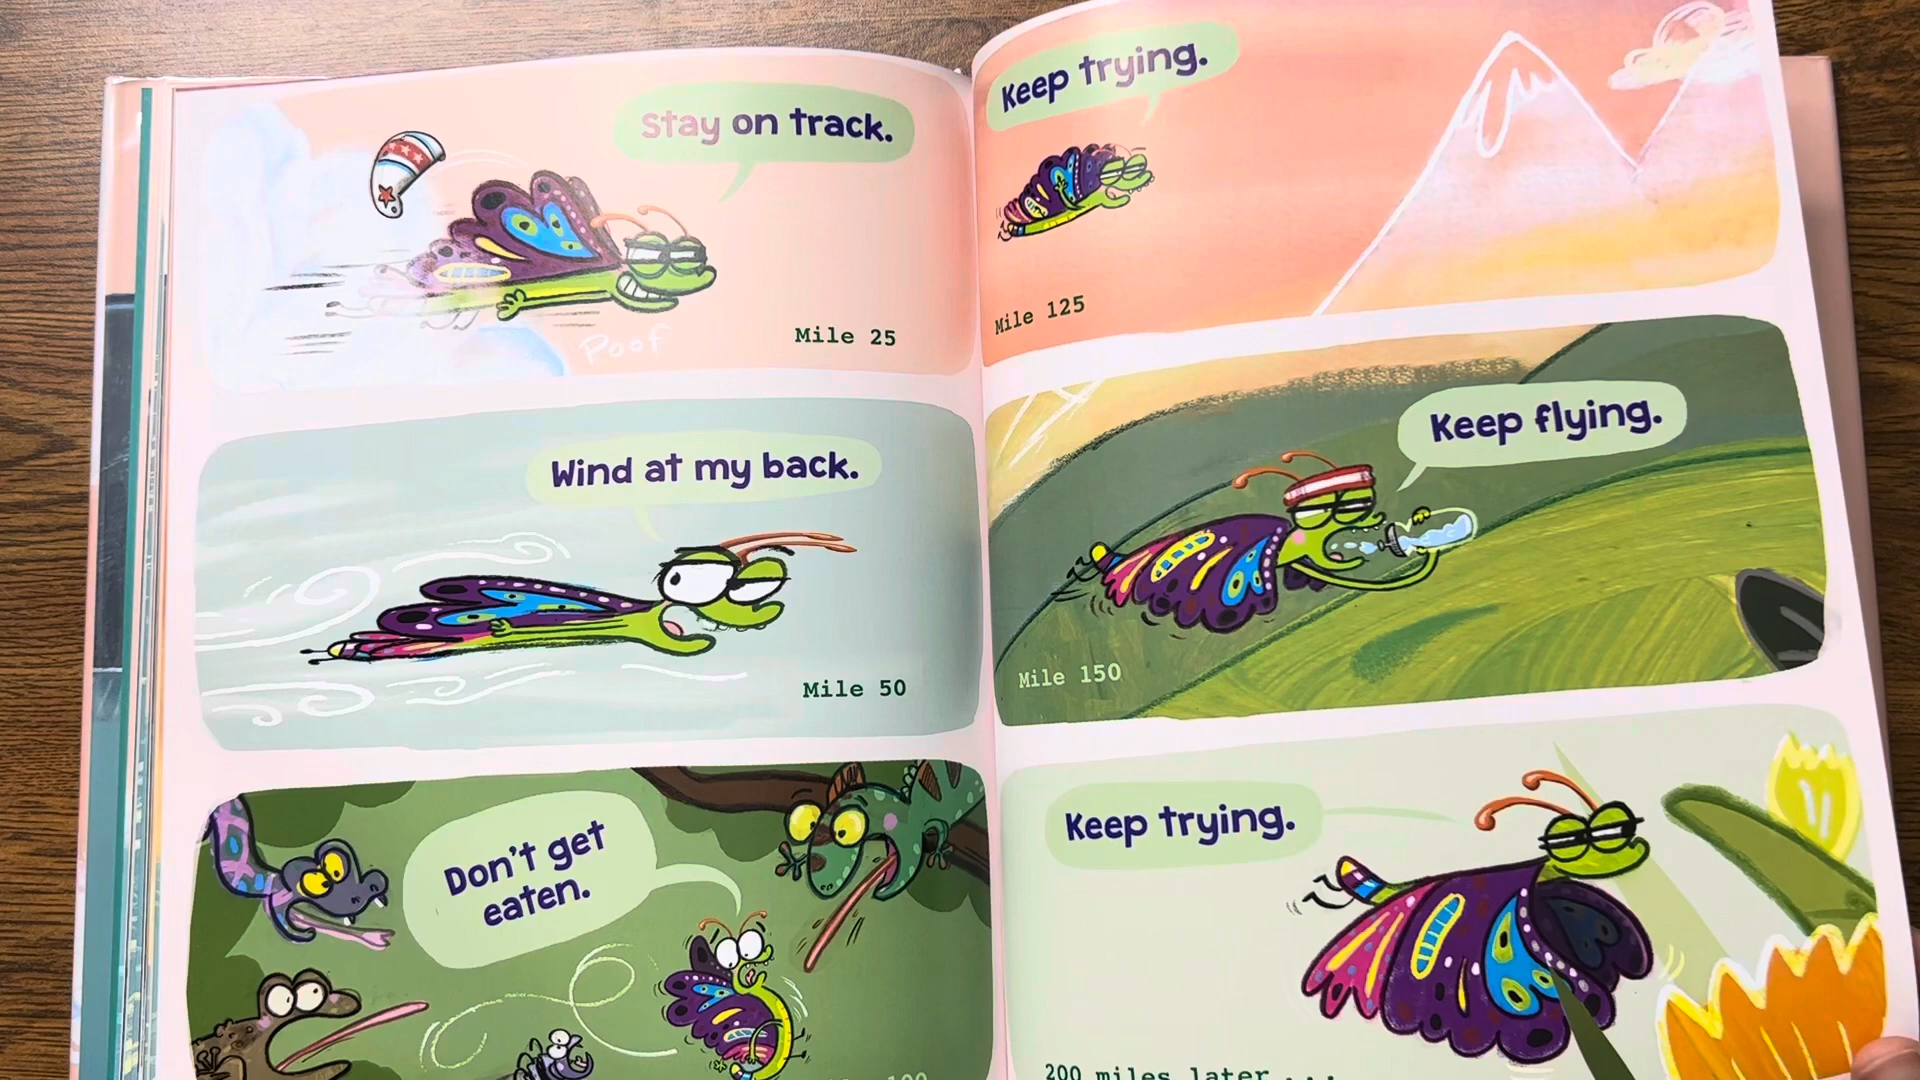 Stay on track.
Poof
Mile 25
Wind at my back.
Mile 50
Don't get
eaten.
Keep trying.
Mile 125
Keep flying.
Mile 150
Keep trying.
200 miles later...